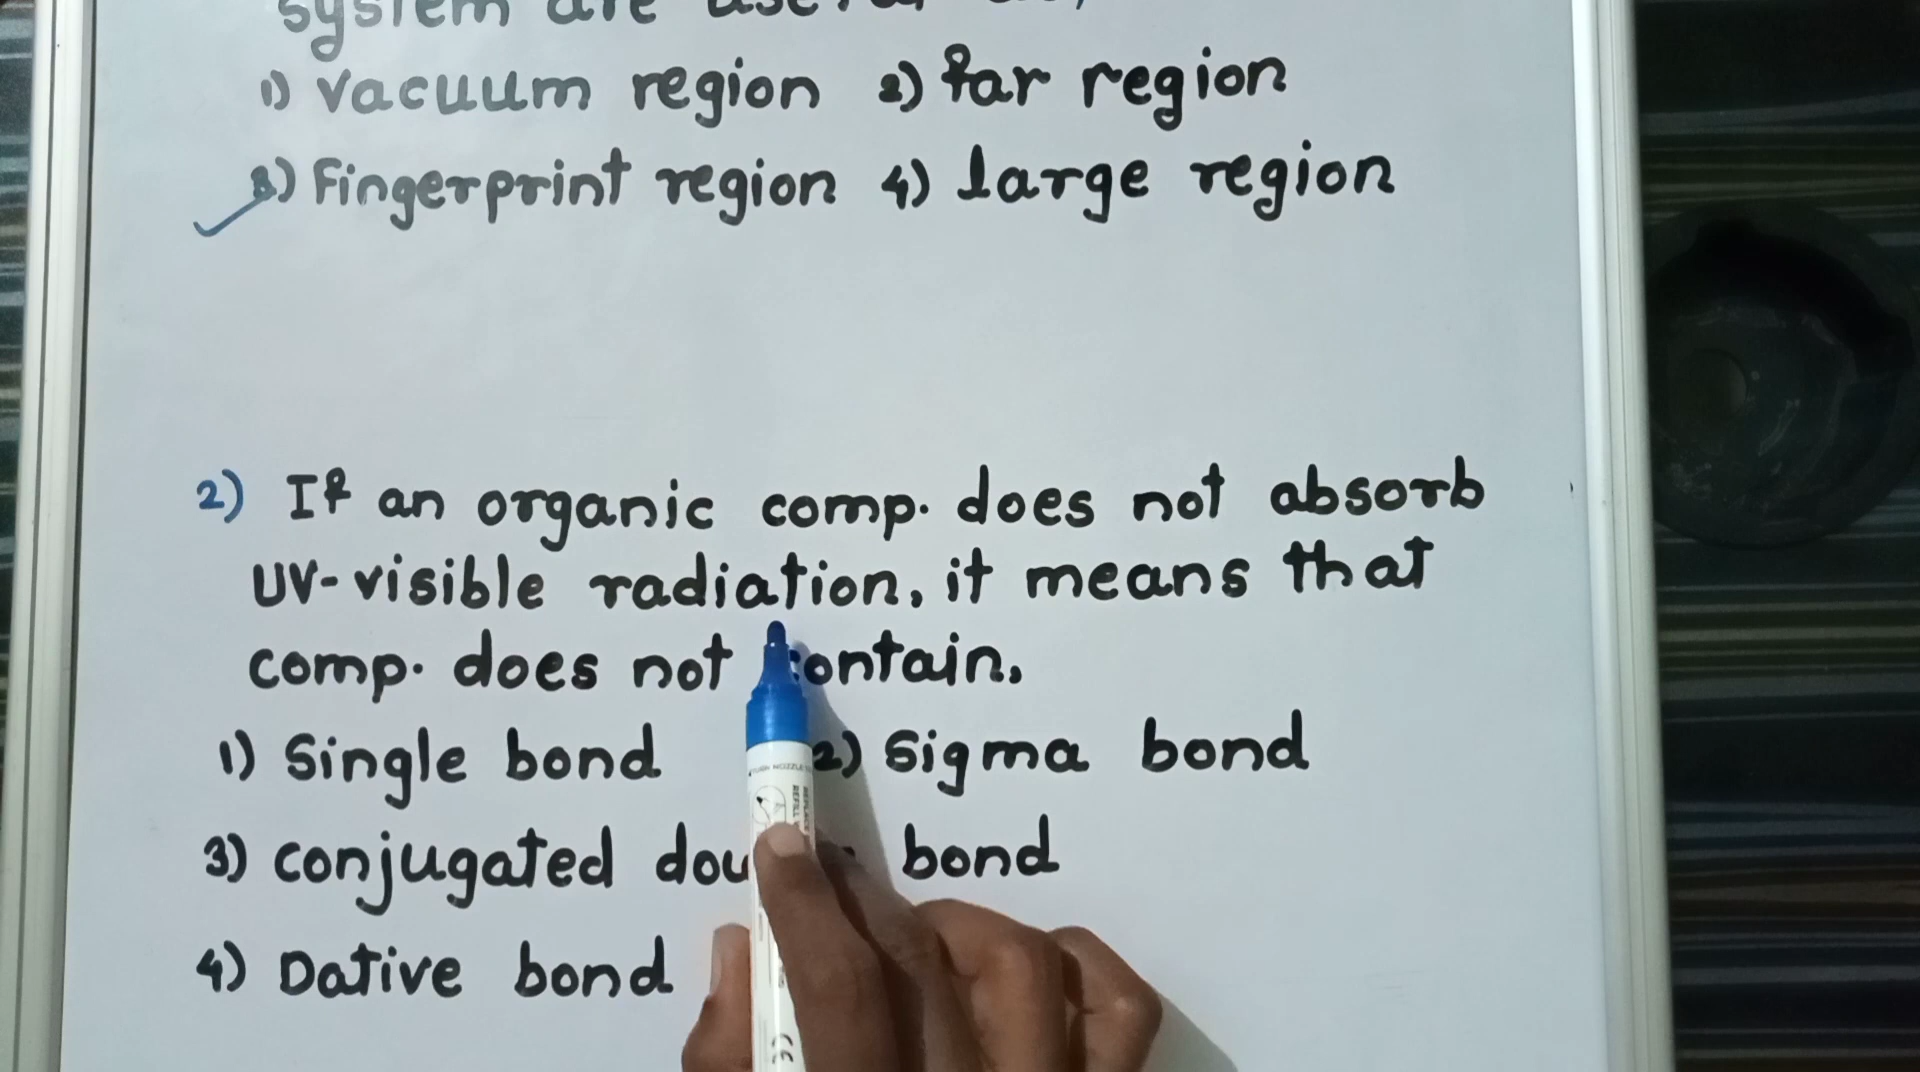 system are
1) vacuum region 2) far region
3) Fingerprint region 4) large region
2) If an organic comp. does not absorb
UV-visible radiation, it means that
comp. does not contain,
1) Single bond 2) Sigma bond
3) conjugated bond
4) Dative bond